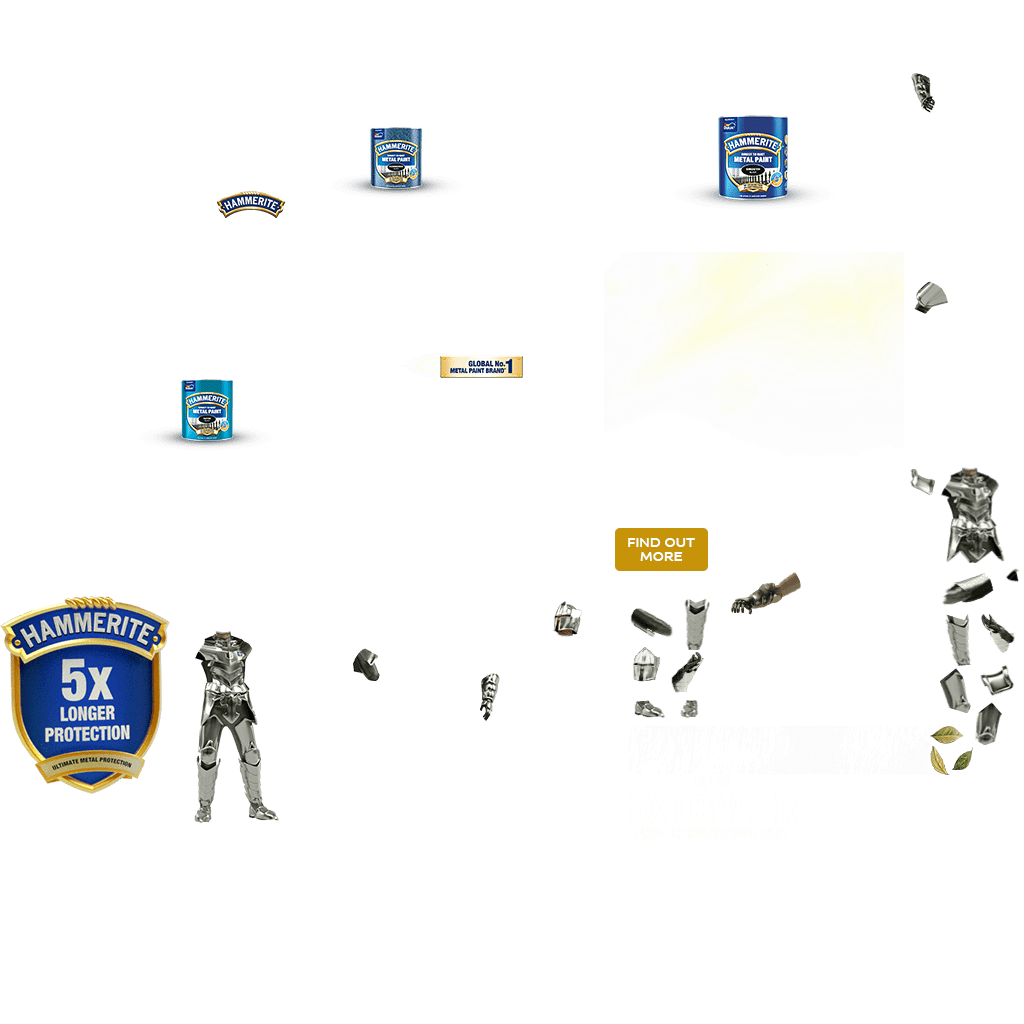 HAMMERITE
METAL PAINT
HAMMERITE
METAL PAINT
SMOOTH
HAMMERITE
GLOBAL No.1
METAL PAINT BRAND
HAMMERITE
METAL PAINT
FIND OUT
MORE
HAMMERITE
5x
LONGER
PROTECTION
ULTIMATE METAL PROTECTION